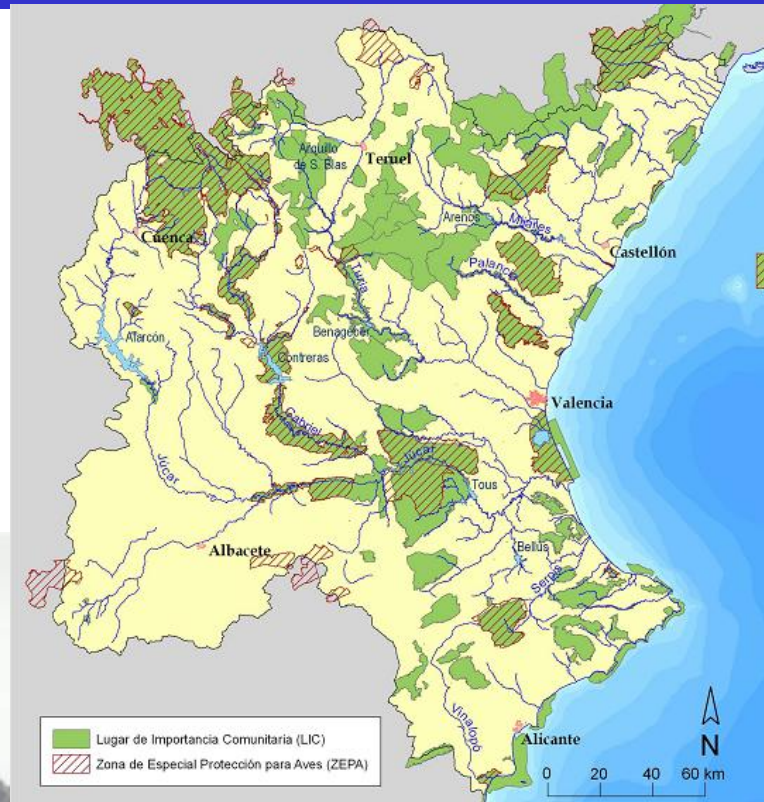 Arquillo
de S. Blas
Teruel
Arenos
Mijares
Cuenca
Castellón
Palancia
Turia
Benageber
Alarcón
Contreras
Valencia
Cabriel
Júcar
Júcar
Tous
Albacete
Bellús
Serpis
Vinalopó
Alicante
N
0 20 40 60 km
Lugar de Importancia Comunitaria (LIC)
Zona de Especial Protección para Aves (ZEPA)